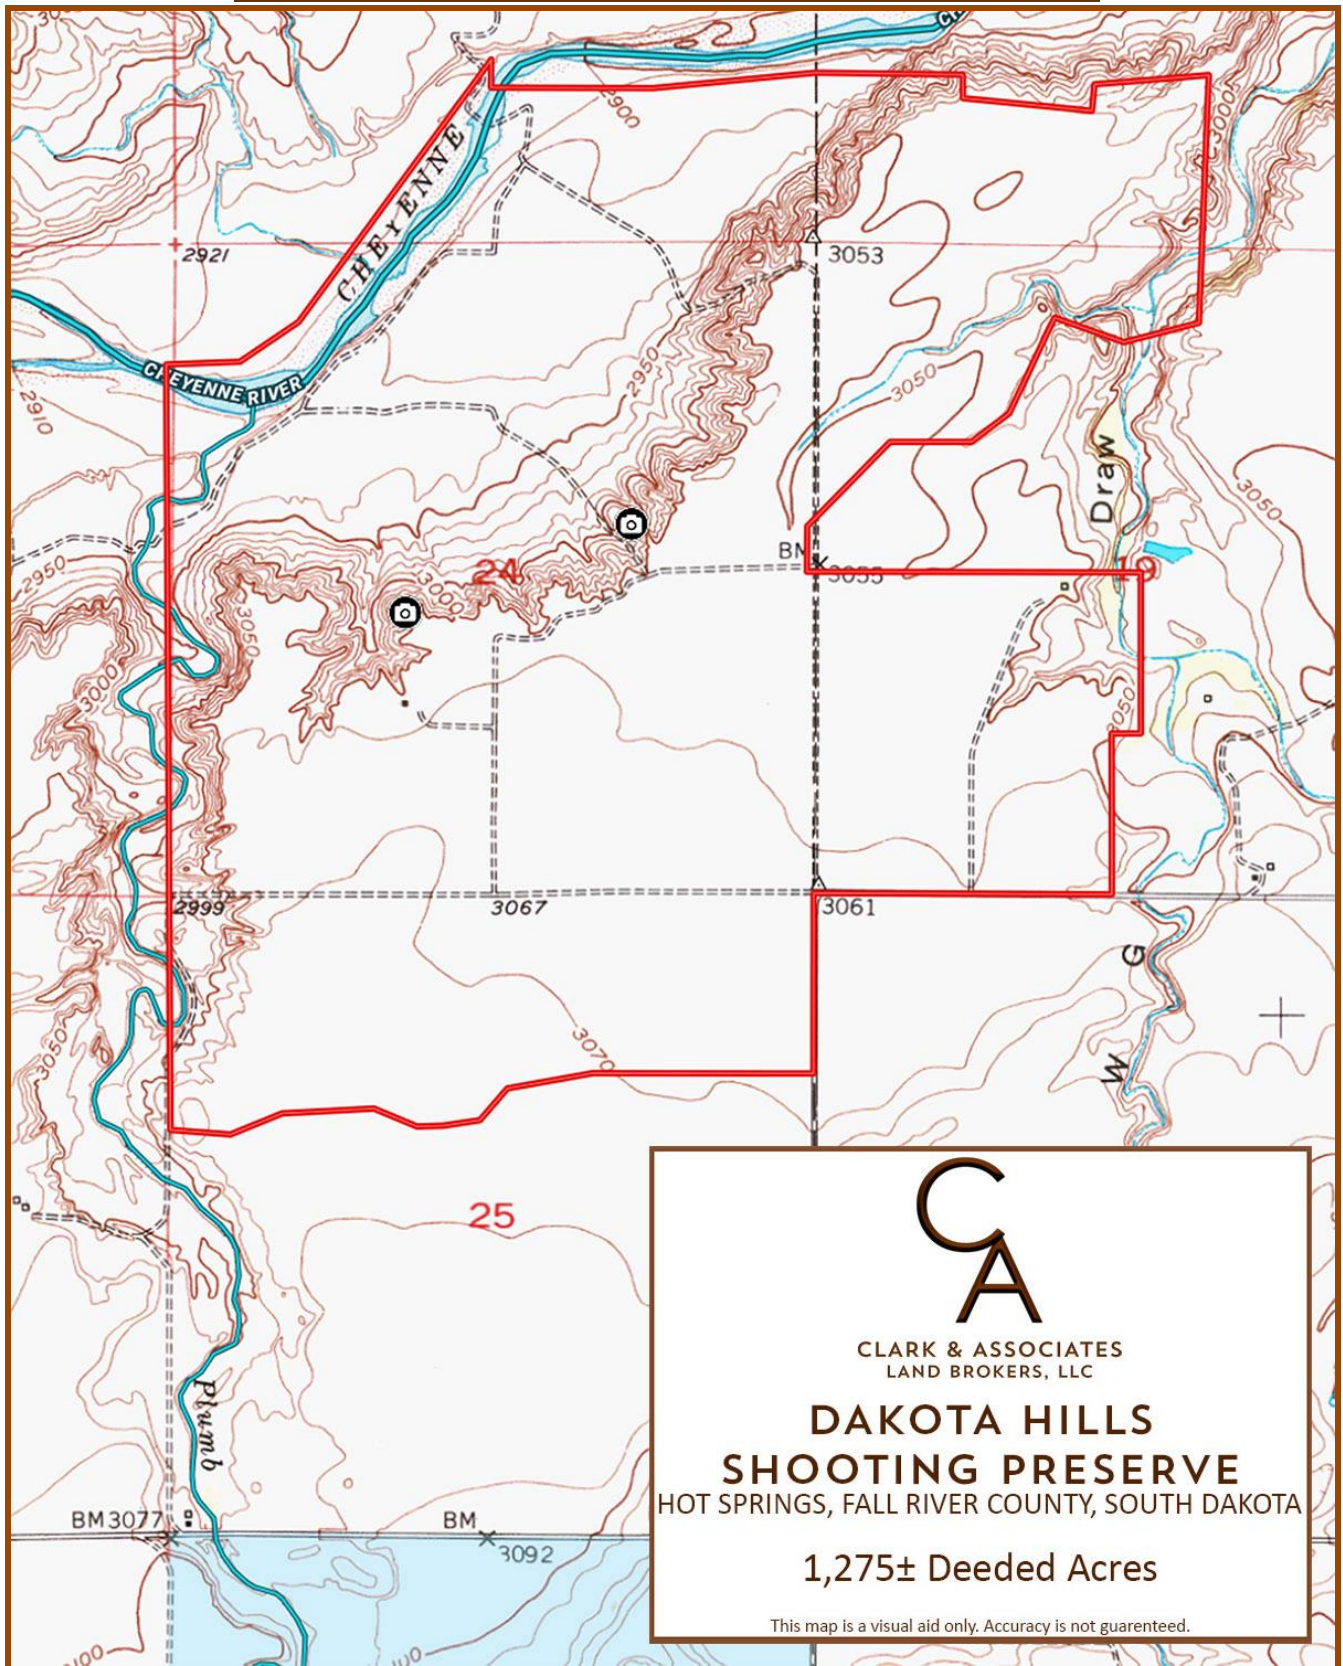 CHEYENNE
2900
3000
2921
3053
2950
3050
CHEYENNE RIVER
2910
Draw
3050
BM
3055
2950
24
19
3000
3050
3000
3050
2999
3067
3061
G
3070
3050
W
25
CA
CLARK & ASSOCIATES
LAND BROKERS, LLC
DAKOTA HILLS
SHOOTING PRESERVE
HOT SPRINGS, FALL RIVER COUNTY, SOUTH DAKOTA
1,275± Deeded Acres
This map is a visual aid only. Accuracy is not guarenteed.
Plumb
BM 3077
BM
3092